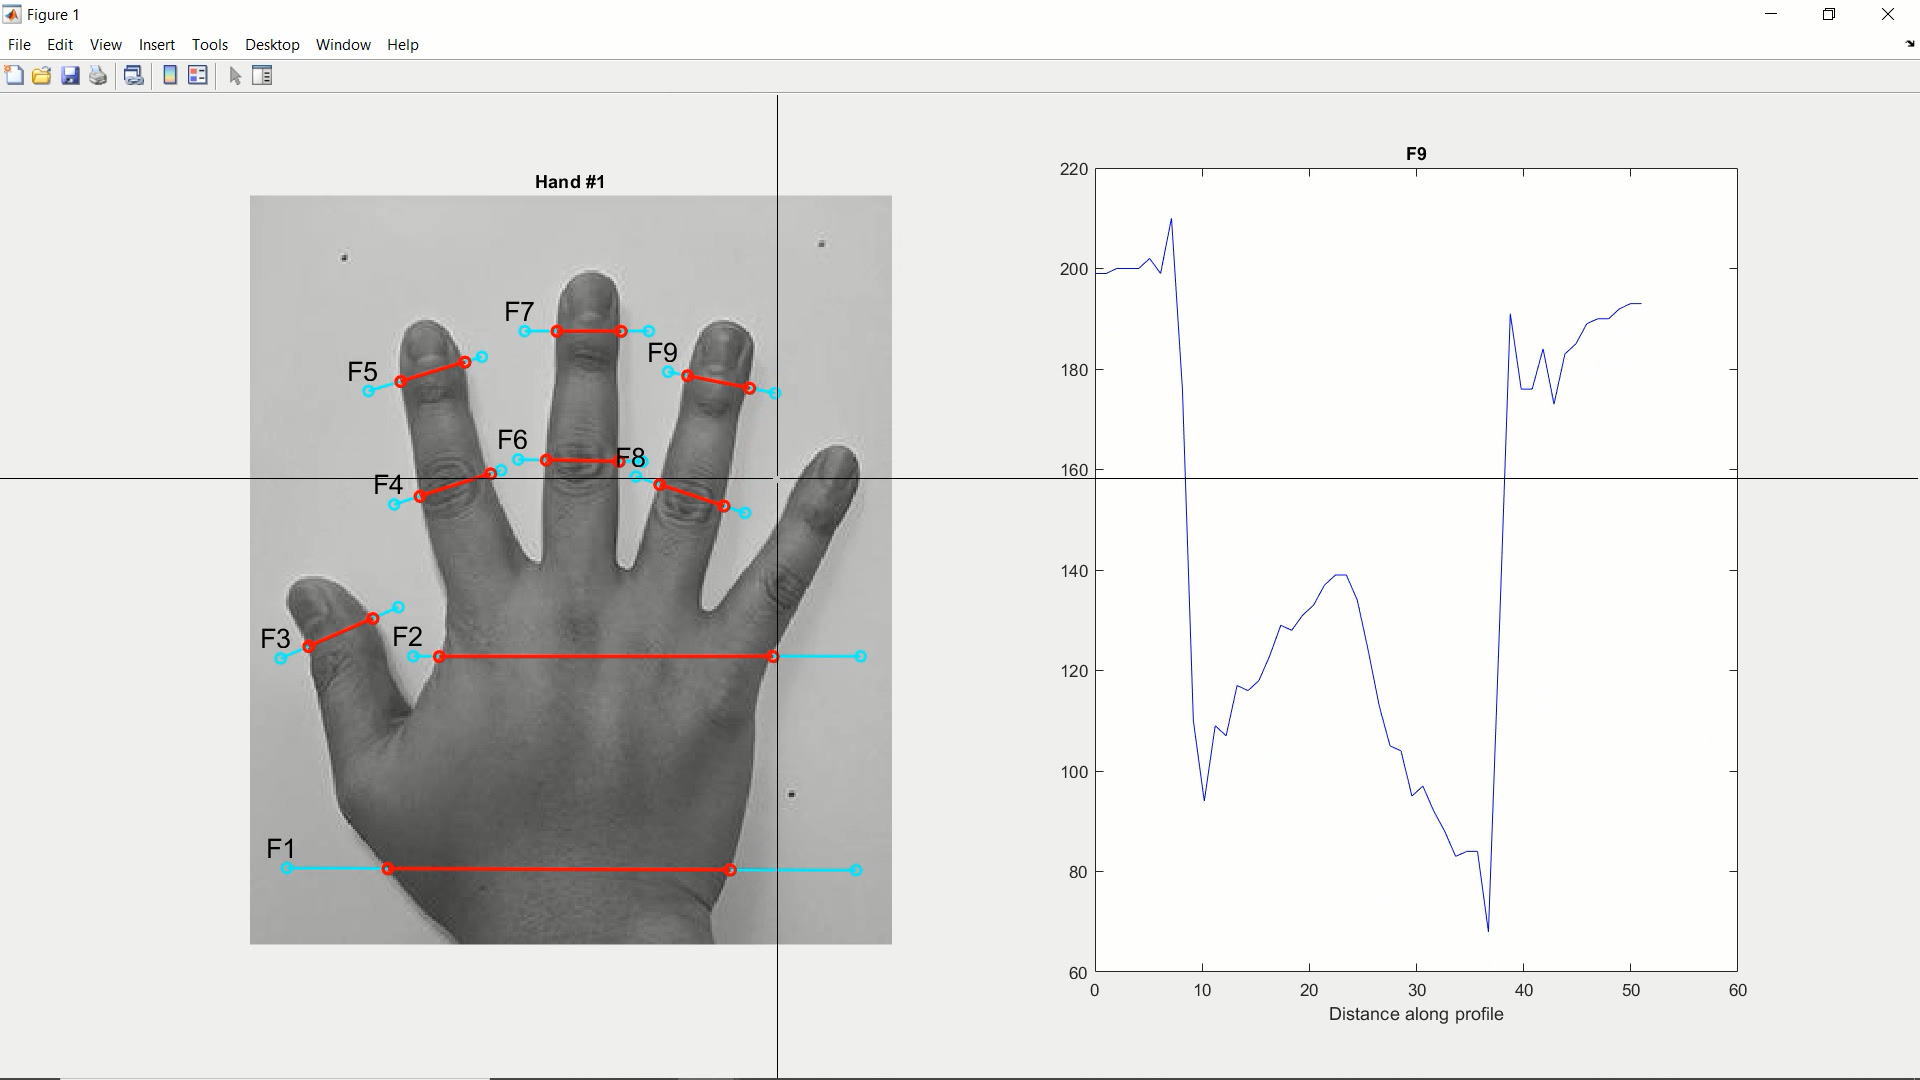 Figure 1
File Edit View Insert Tools Desktop Window Help
Hand #1
F7
F9
F5
F6
F8
F4
F3
F2
F1
F9
220
200
180
160
140
120
100
80
60
0 10 20 30 40 50 60
Distance along profile